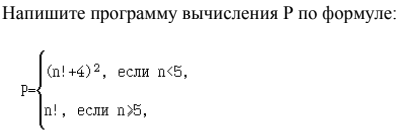 Напишите программу вычисления P по формуле:
(n!+4)², если n<5,
P=
n!, если n⩾5,